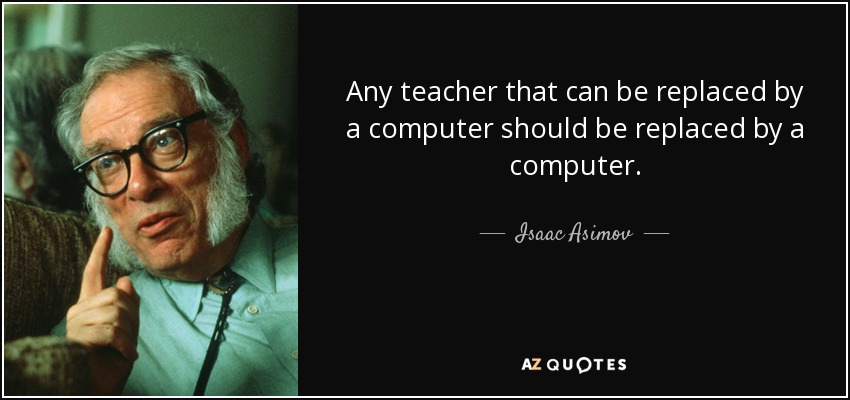 Any teacher that can be replaced by
a computer should be replaced by a
computer.
Isaac Asimov
AZ QUOTES